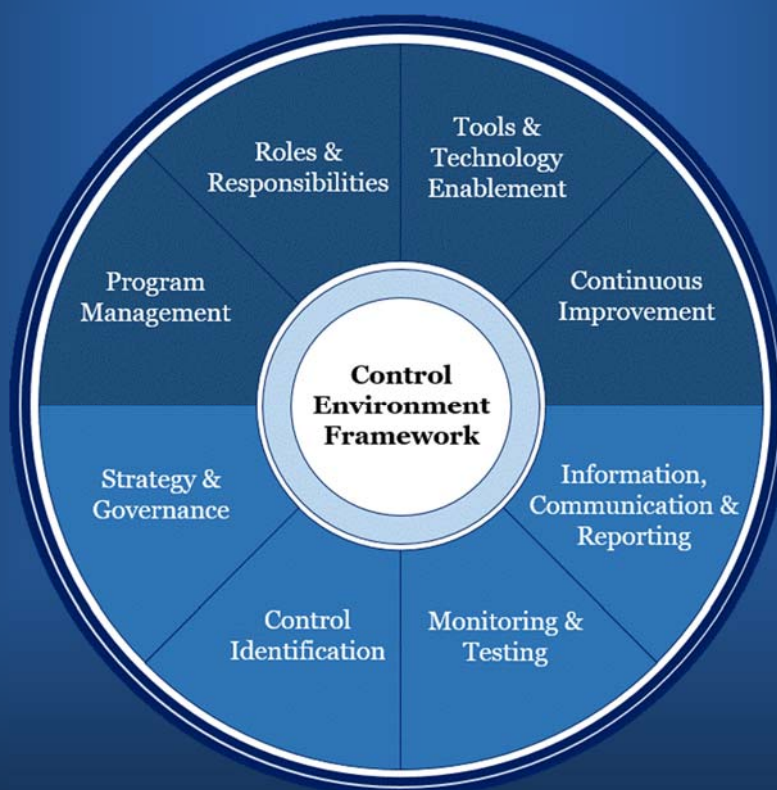 Roles &
Responsibilities
Tools &
Technology
Enablement
Program
Management
Continuous
Improvement
Control
Environment
Framework
Strategy &
Governance
Information,
Communication &
Reporting
Control
Identification
Monitoring &
Testing